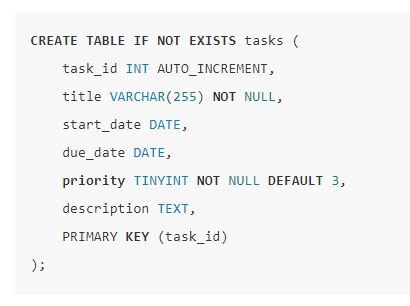 CREATE TABLE IF NOT EXISTS tasks (
    task_id INT AUTO_INCREMENT,
    title VARCHAR(255) NOT NULL,
    start_date DATE,
    due_date DATE,
    priority TINYINT NOT NULL DEFAULT 3,
    description TEXT,
    PRIMARY KEY (task_id)
);